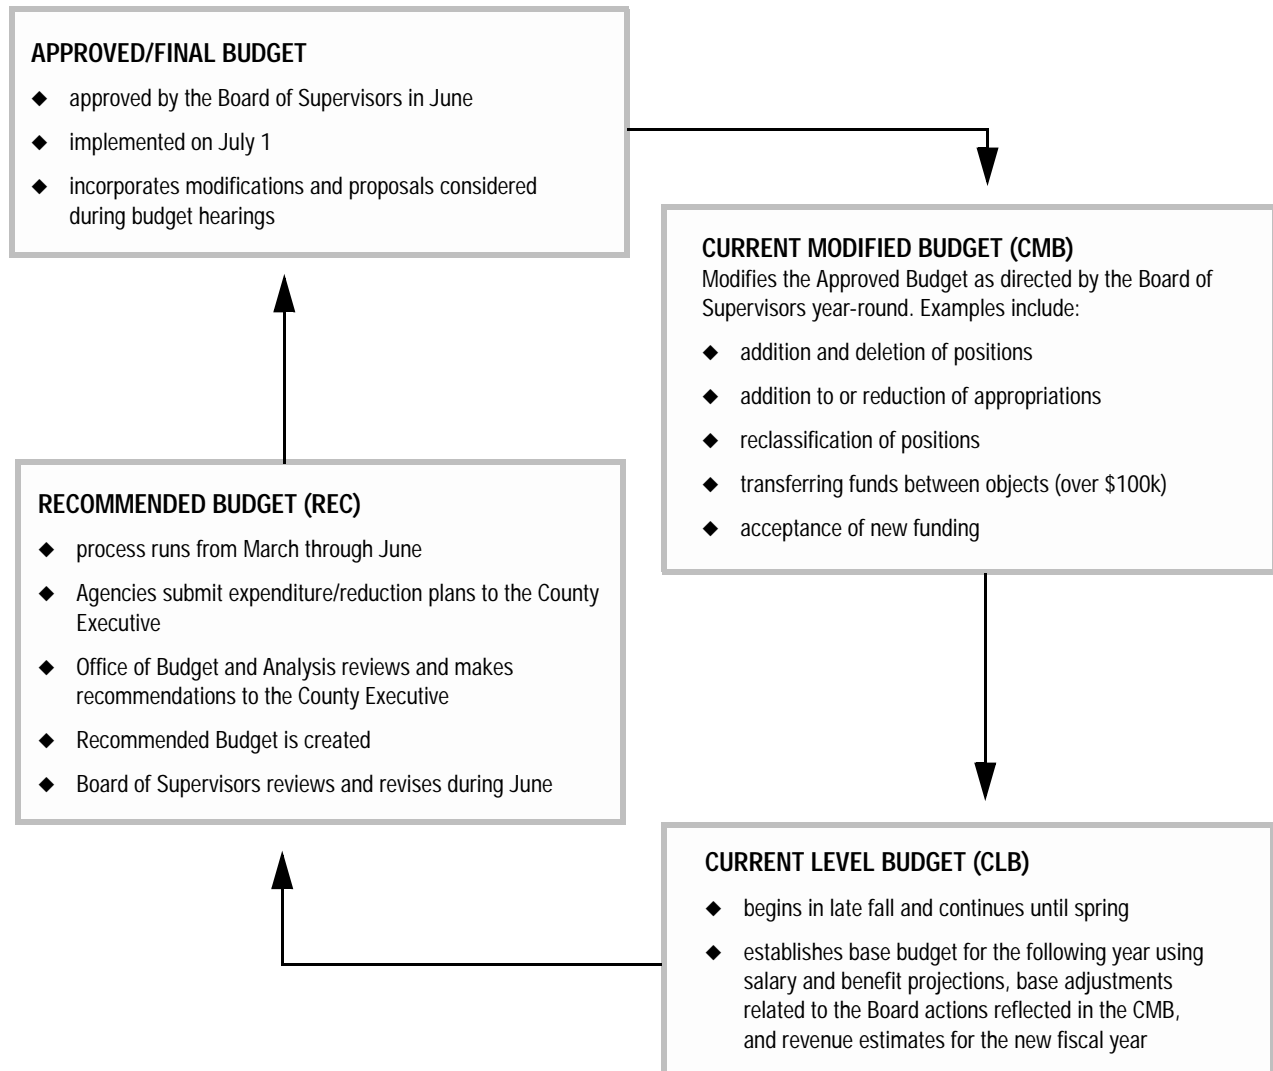 APPROVED/FINAL BUDGET
◆ approved by the Board of Supervisors in June
◆ implemented on July 1
◆ incorporates modifications and proposals considered
during budget hearings
CURRENT MODIFIED BUDGET (CMB)
Modifies the Approved Budget as directed by the Board of
Supervisors year-round. Examples include:
◆ addition and deletion of positions
◆ addition to or reduction of appropriations
◆ reclassification of positions
◆ transferring funds between objects (over $100k)
◆ acceptance of new funding
RECOMMENDED BUDGET (REC)
◆ process runs from March through June
◆ Agencies submit expenditure/reduction plans to the County
Executive
◆ Office of Budget and Analysis reviews and makes
recommendations to the County Executive
◆ Recommended Budget is created
◆ Board of Supervisors reviews and revises during June
CURRENT LEVEL BUDGET (CLB)
◆ begins in late fall and continues until spring
◆ establishes base budget for the following year using
salary and benefit projections, base adjustments
related to the Board actions reflected in the CMB,
and revenue estimates for the new fiscal year